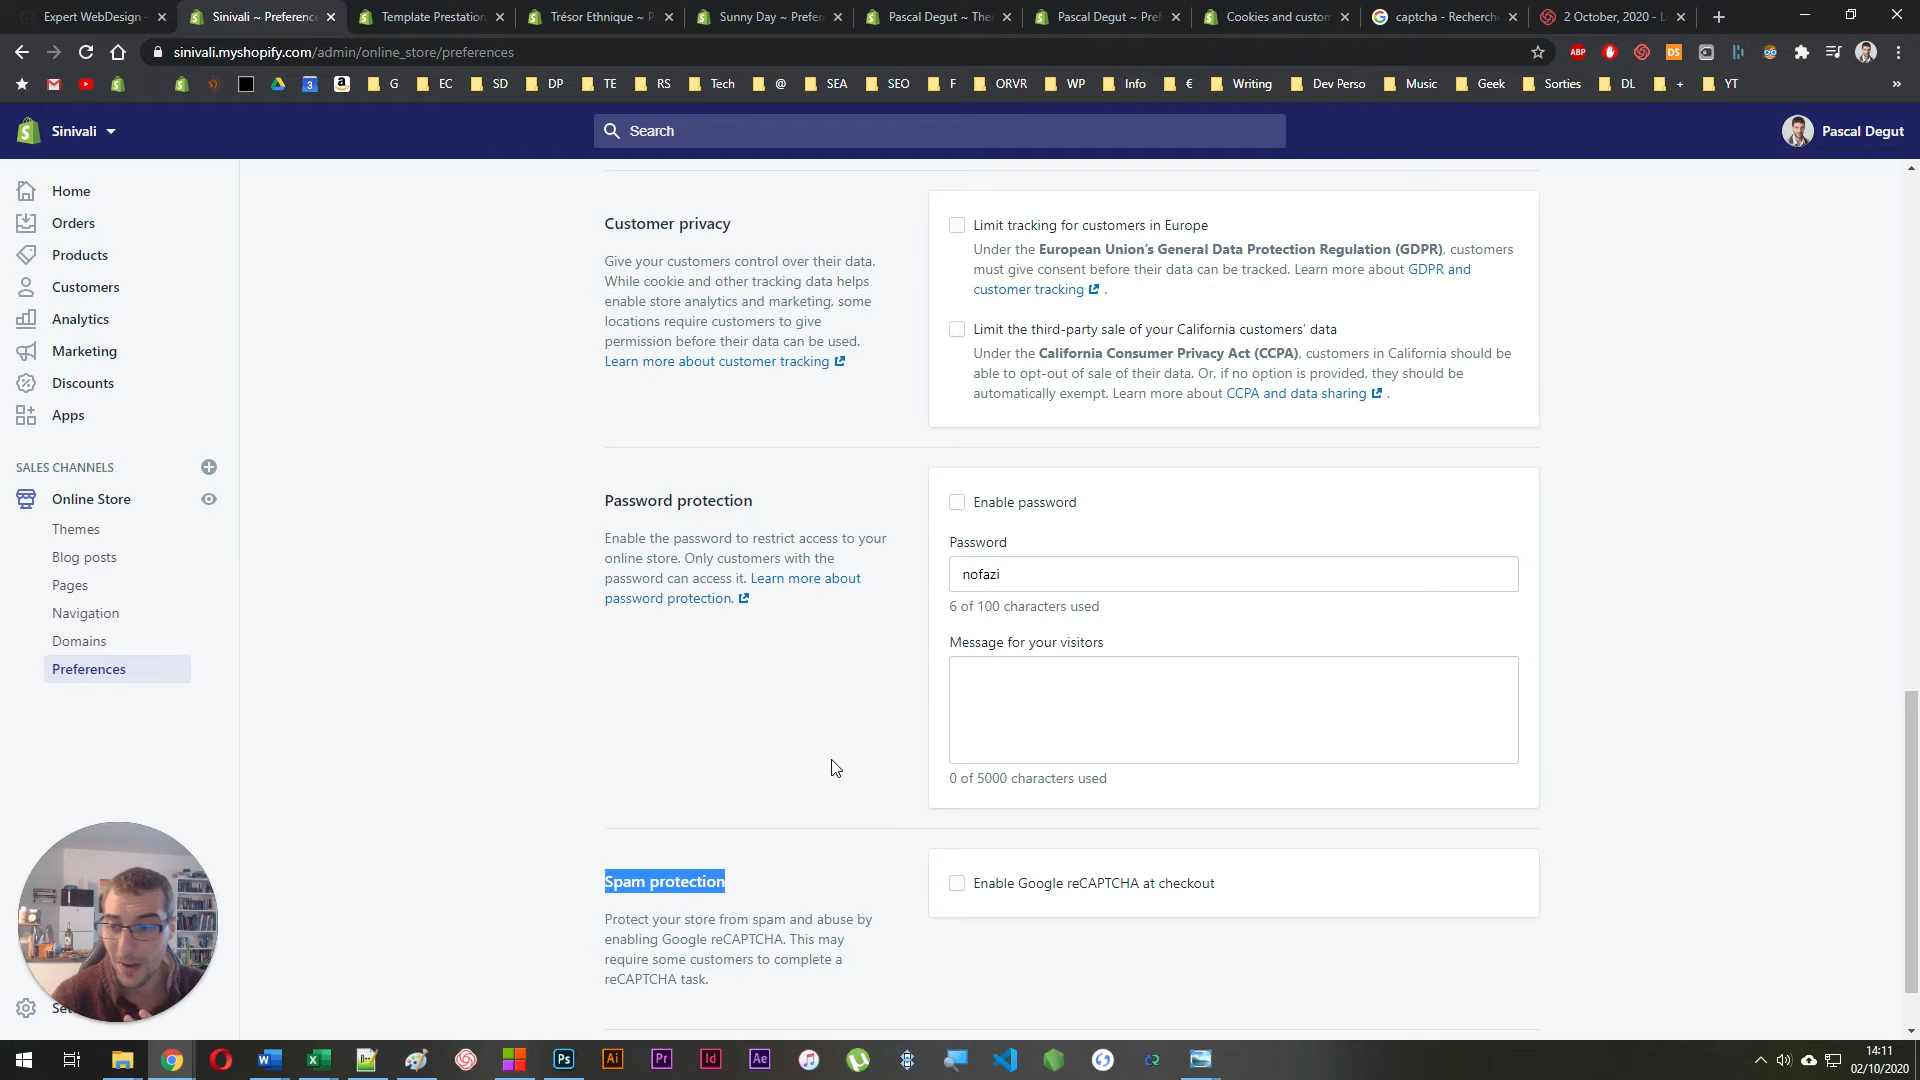 Expert WebDesign
Sinivali ~ Preferenc
Template Prestation
Trésor Ethnique ~ P
Sunny Day ~ Prefer
Pascal Degut ~ The
Pascal Degut ~ Pref
Cookies and custom
captcha - Recherch
2 October, 2020 - L
sinivali.myshopify.com/admin/online_store/preferences
ABP
DS
G
EC
SD
DP
TE
RS
Tech
@
SEA
SEO
F
ORVR
WP
Info
€
Writing
Dev Perso
Music
Geek
Sorties
DL
+
YT
»
Sinivali
Search
Pascal Degut
Home
Orders
Products
Customers
Analytics
Marketing
Discounts
Apps
SALES CHANNELS
Online Store
Themes
Blog posts
Pages
Navigation
Domains
Preferences
Customer privacy
Give your customers control over their data.
While cookie and other tracking data helps
enable store analytics and marketing, some
locations require customers to give
permission before their data can be used.
Learn more about customer tracking
Limit tracking for customers in Europe
Under the European Union’s General Data Protection Regulation (GDPR), customers
must give consent before their data can be tracked. Learn more about GDPR and
customer tracking .
Limit the third-party sale of your California customers’ data
Under the California Consumer Privacy Act (CCPA), customers in California should be
able to opt-out of sale of their data. Or, if no option is provided, they should be
automatically exempt. Learn more about CCPA and data sharing .
Password protection
Enable the password to restrict access to your
online store. Only customers with the
password can access it. Learn more about
password protection.
Enable password
Password
nofazi
6 of 100 characters used
Message for your visitors
0 of 5000 characters used
Spam protection
Protect your store from spam and abuse by
enabling Google reCAPTCHA. This may
require some customers to complete a
reCAPTCHA task.
Enable Google reCAPTCHA at checkout
Ps
Ai
Pr
Id
Ae
14:11
02/10/2020